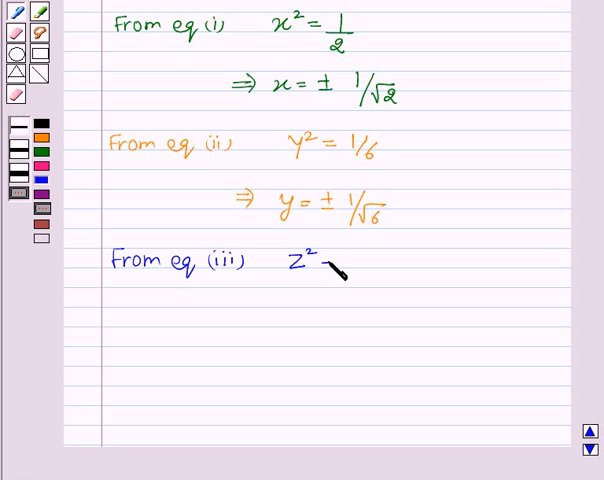 From eq (i) x² = 1/2
⇒ x = ± 1/√2
From eq (ii) y² = 1/6
⇒ y = ± 1/√6
From eq (iii) z² -